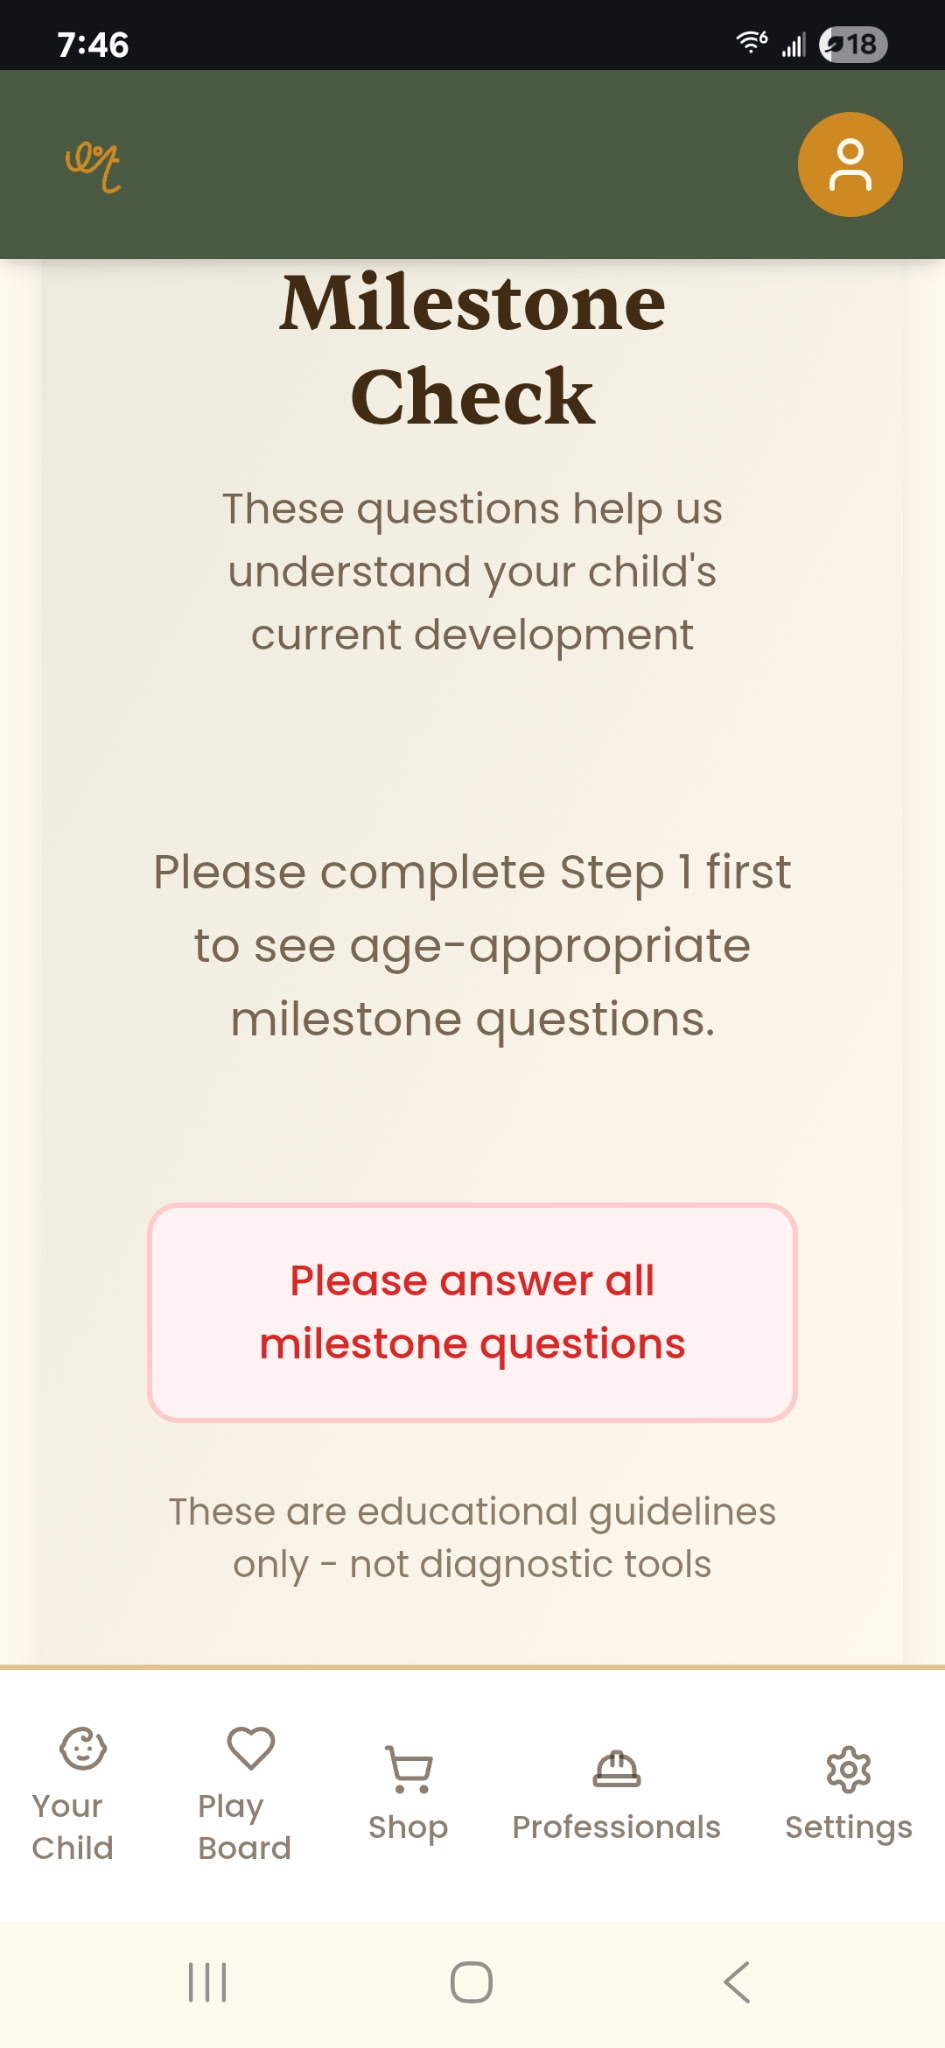 7:46
18
Milestone
Check
These questions help us
understand your child's
current development
Please complete Step 1 first
to see age-appropriate
milestone questions.
Please answer all
milestone questions
These are educational guidelines
only - not diagnostic tools
Your
Child
Play
Board
Shop
Professionals
Settings